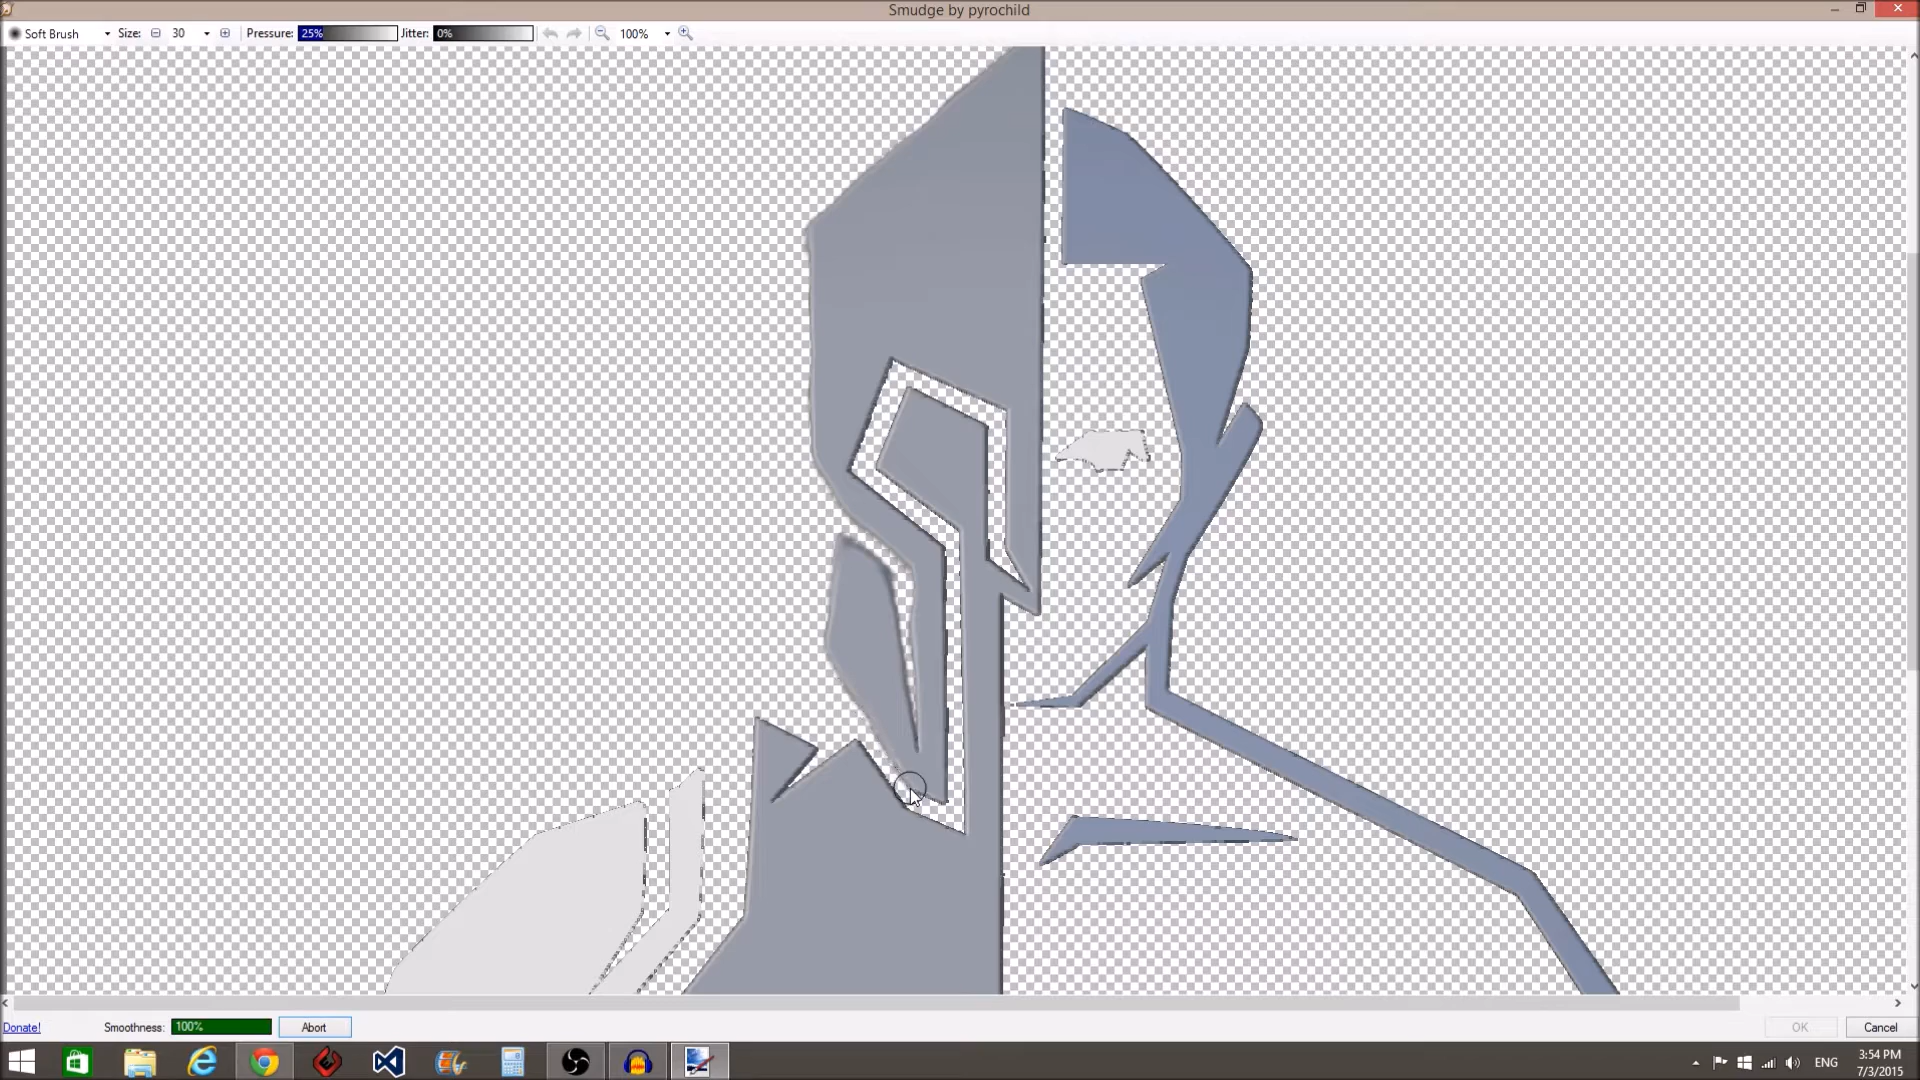 Smudge by pyrochild
Soft Brush Size: 30 Pressure: 25% Jitter: 0% 100%
Donate! Smoothness: 100% Abort OK Cancel
ENG
3:54 PM
7/3/2015